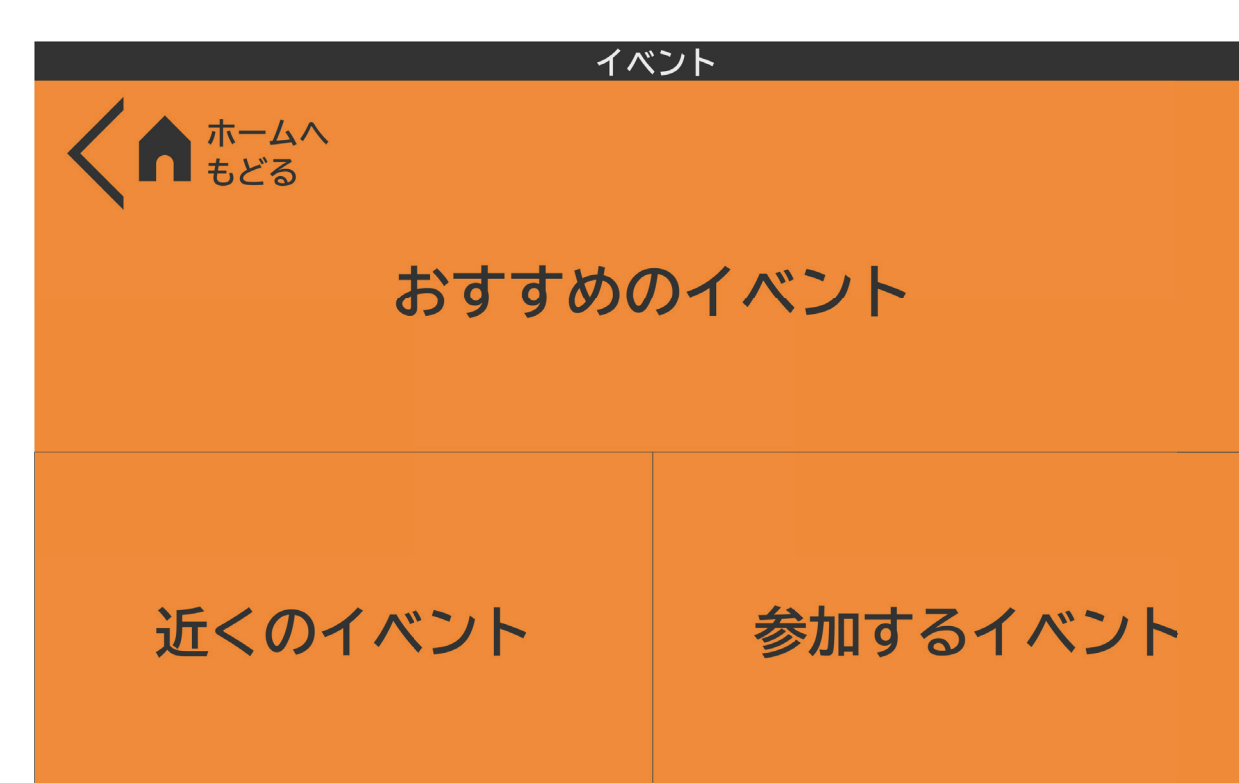 イベント
ホームへ
もどる
おすすめのイベント
近くのイベント
参加するイベント